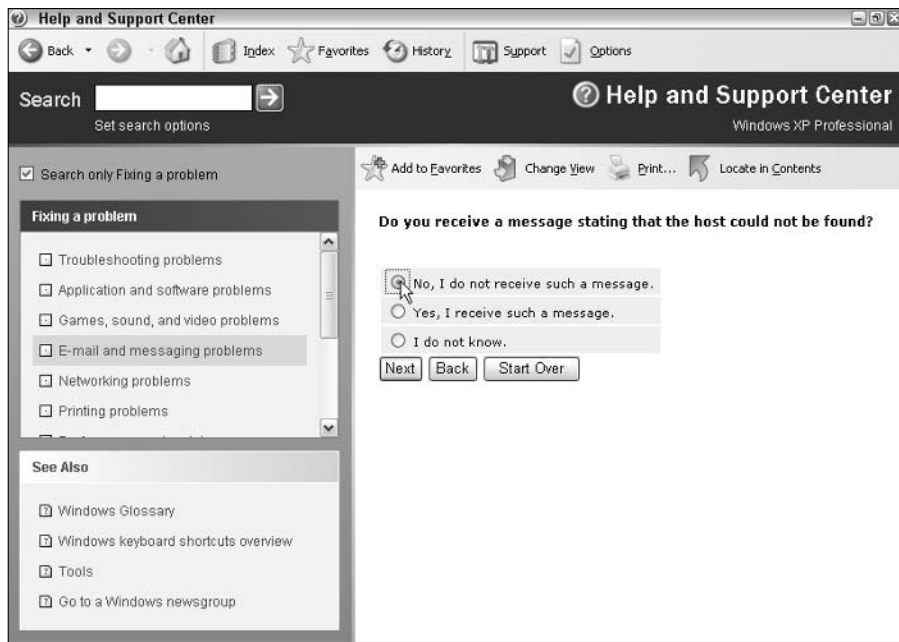 Help and Support Center
Back
Index
Favorites
History
Support
Options
Search
Set search options
Help and Support Center
Windows XP Professional
Search only Fixing a problem
Fixing a problem
Troubleshooting problems
Application and software problems
Games, sound, and video problems
E-mail and messaging problems
Networking problems
Printing problems
See Also
Windows Glossary
Windows keyboard shortcuts overview
Tools
Go to a Windows newsgroup
Add to Favorites
Change View
Print...
Locate in Contents
Do you receive a message stating that the host could not be found?
No, I do not receive such a message.
Yes, I receive such a message.
I do not know.
Next
Back
Start Over